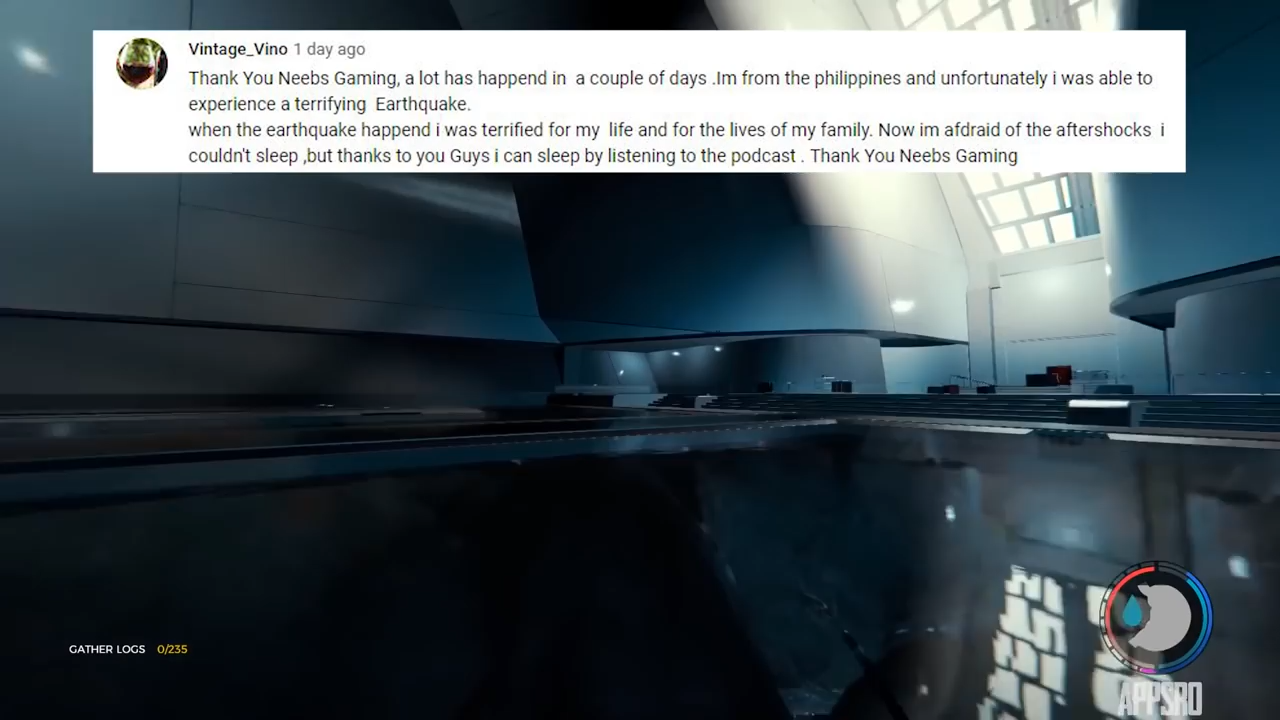 Vintage_Vino 1 day ago
Thank You Neebs Gaming, a lot has happend in a couple of days .Im from the philippines and unfortunately i was able to
experience a terrifying Earthquake.
when the earthquake happend i was terrified for my life and for the lives of my family. Now im afdraid of the aftershocks i
couldn't sleep ,but thanks to you Guys i can sleep by listening to the podcast . Thank You Neebs Gaming
GATHER LOGS 0/235
APPSRO